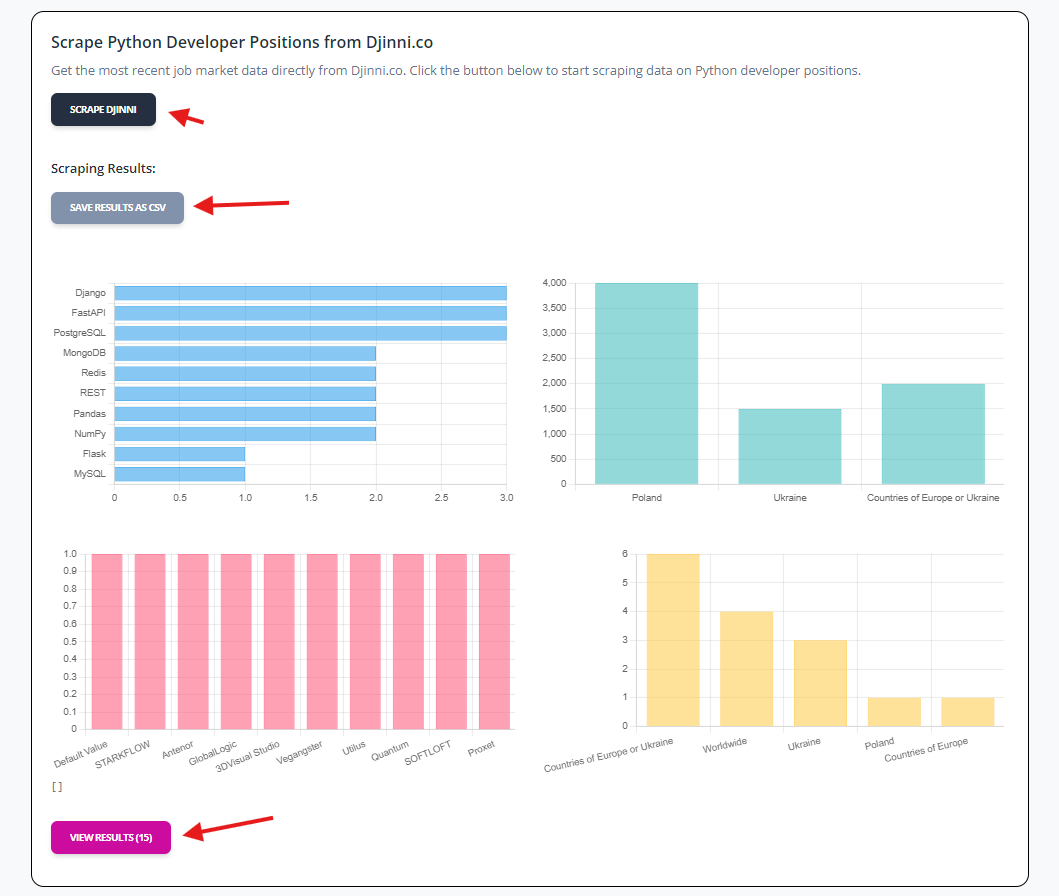 Scrape Python Developer Positions from Djinni.co
Get the most recent job market data directly from Djinni.co. Click the button below to start scraping data on Python developer positions.
SCRAPE DJINNI
Scraping Results:
SAVE RESULTS AS CSV
Django
FastAPI
PostgreSQL
MongoDB
Redis
REST
Pandas
NumPy
Flask
MySQL
0 0.5 1.0 1.5 2.0 2.5 3.0
4,000
3,500
3,000
2,500
2,000
1,500
1,000
500
0
Poland Ukraine Countries of Europe or Ukraine
1.0
0.9
0.8
0.7
0.6
0.5
0.4
0.3
0.2
0.1
0
Default Value STARKFLOW Antenor GlobalLogic 3DVisual Studio Vegangster Utilus Quantum SOFTLOFT Proxet
6
5
4
3
2
1
0
Countries of Europe or Ukraine Worldwide Ukraine Poland Countries of Europe
[]
VIEW RESULTS (15)